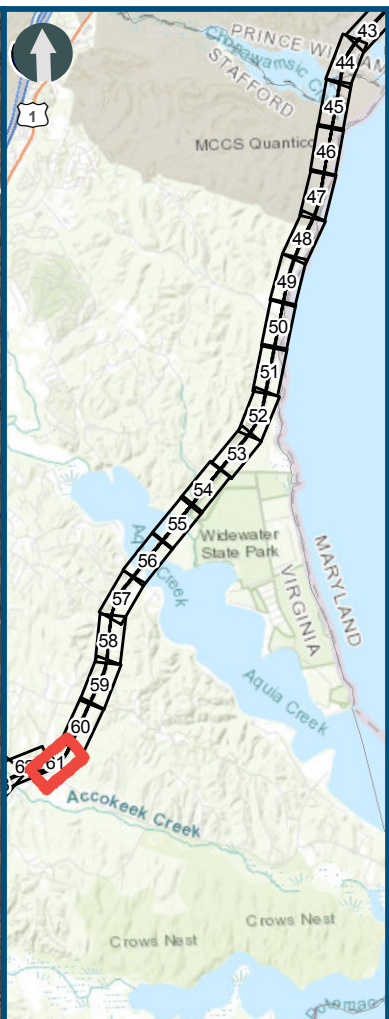 43
PRINCE WILLIAM
Chopawamsic
44
STAFFORD
1
45
MCCS Quantico
46
47
48
49
50
51
52
53
54
55
Widewater
State Park
MARYLAND
VIRGINIA
56
Creek
57
58
Aquia Creek
59
60
61
Accokeek Creek
Crows Nest
Crows Nest
Potomac